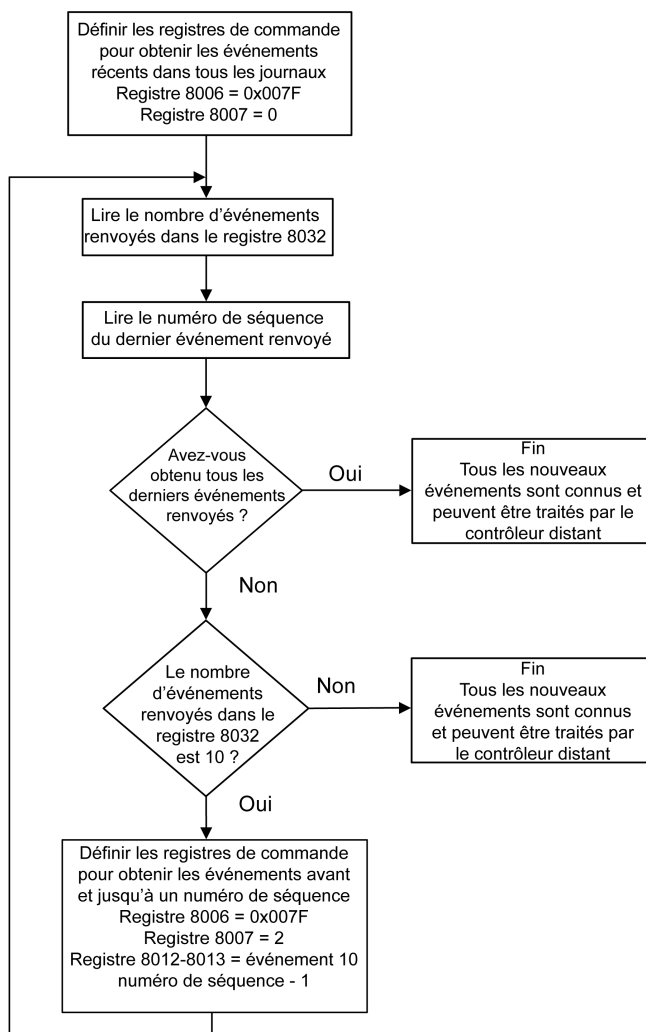 Définir les registres de commande
pour obtenir les événements
récents dans tous les journaux
Registre 8006 = 0x007F
Registre 8007 = 0
Lire le nombre d'événements
renvoyés dans le registre 8032
Lire le numéro de séquence
du dernier événement renvoyé
Avez-vous
obtenu tous les
derniers événements
renvoyés ?
Oui
Fin
Tous les nouveaux
événements sont connus et
peuvent être traités par le
contrôleur distant
Non
Le nombre
d'événements
renvoyés dans le
registre 8032
est 10 ?
Non
Fin
Tous les nouveaux
événements sont connus
et peuvent être traités par
le contrôleur distant
Oui
Définir les registres de commande
pour obtenir les événements avant
et jusqu'à un numéro de séquence
Registre 8006 = 0x007F
Registre 8007 = 2
Registre 8012-8013 = événement 10
numéro de séquence - 1